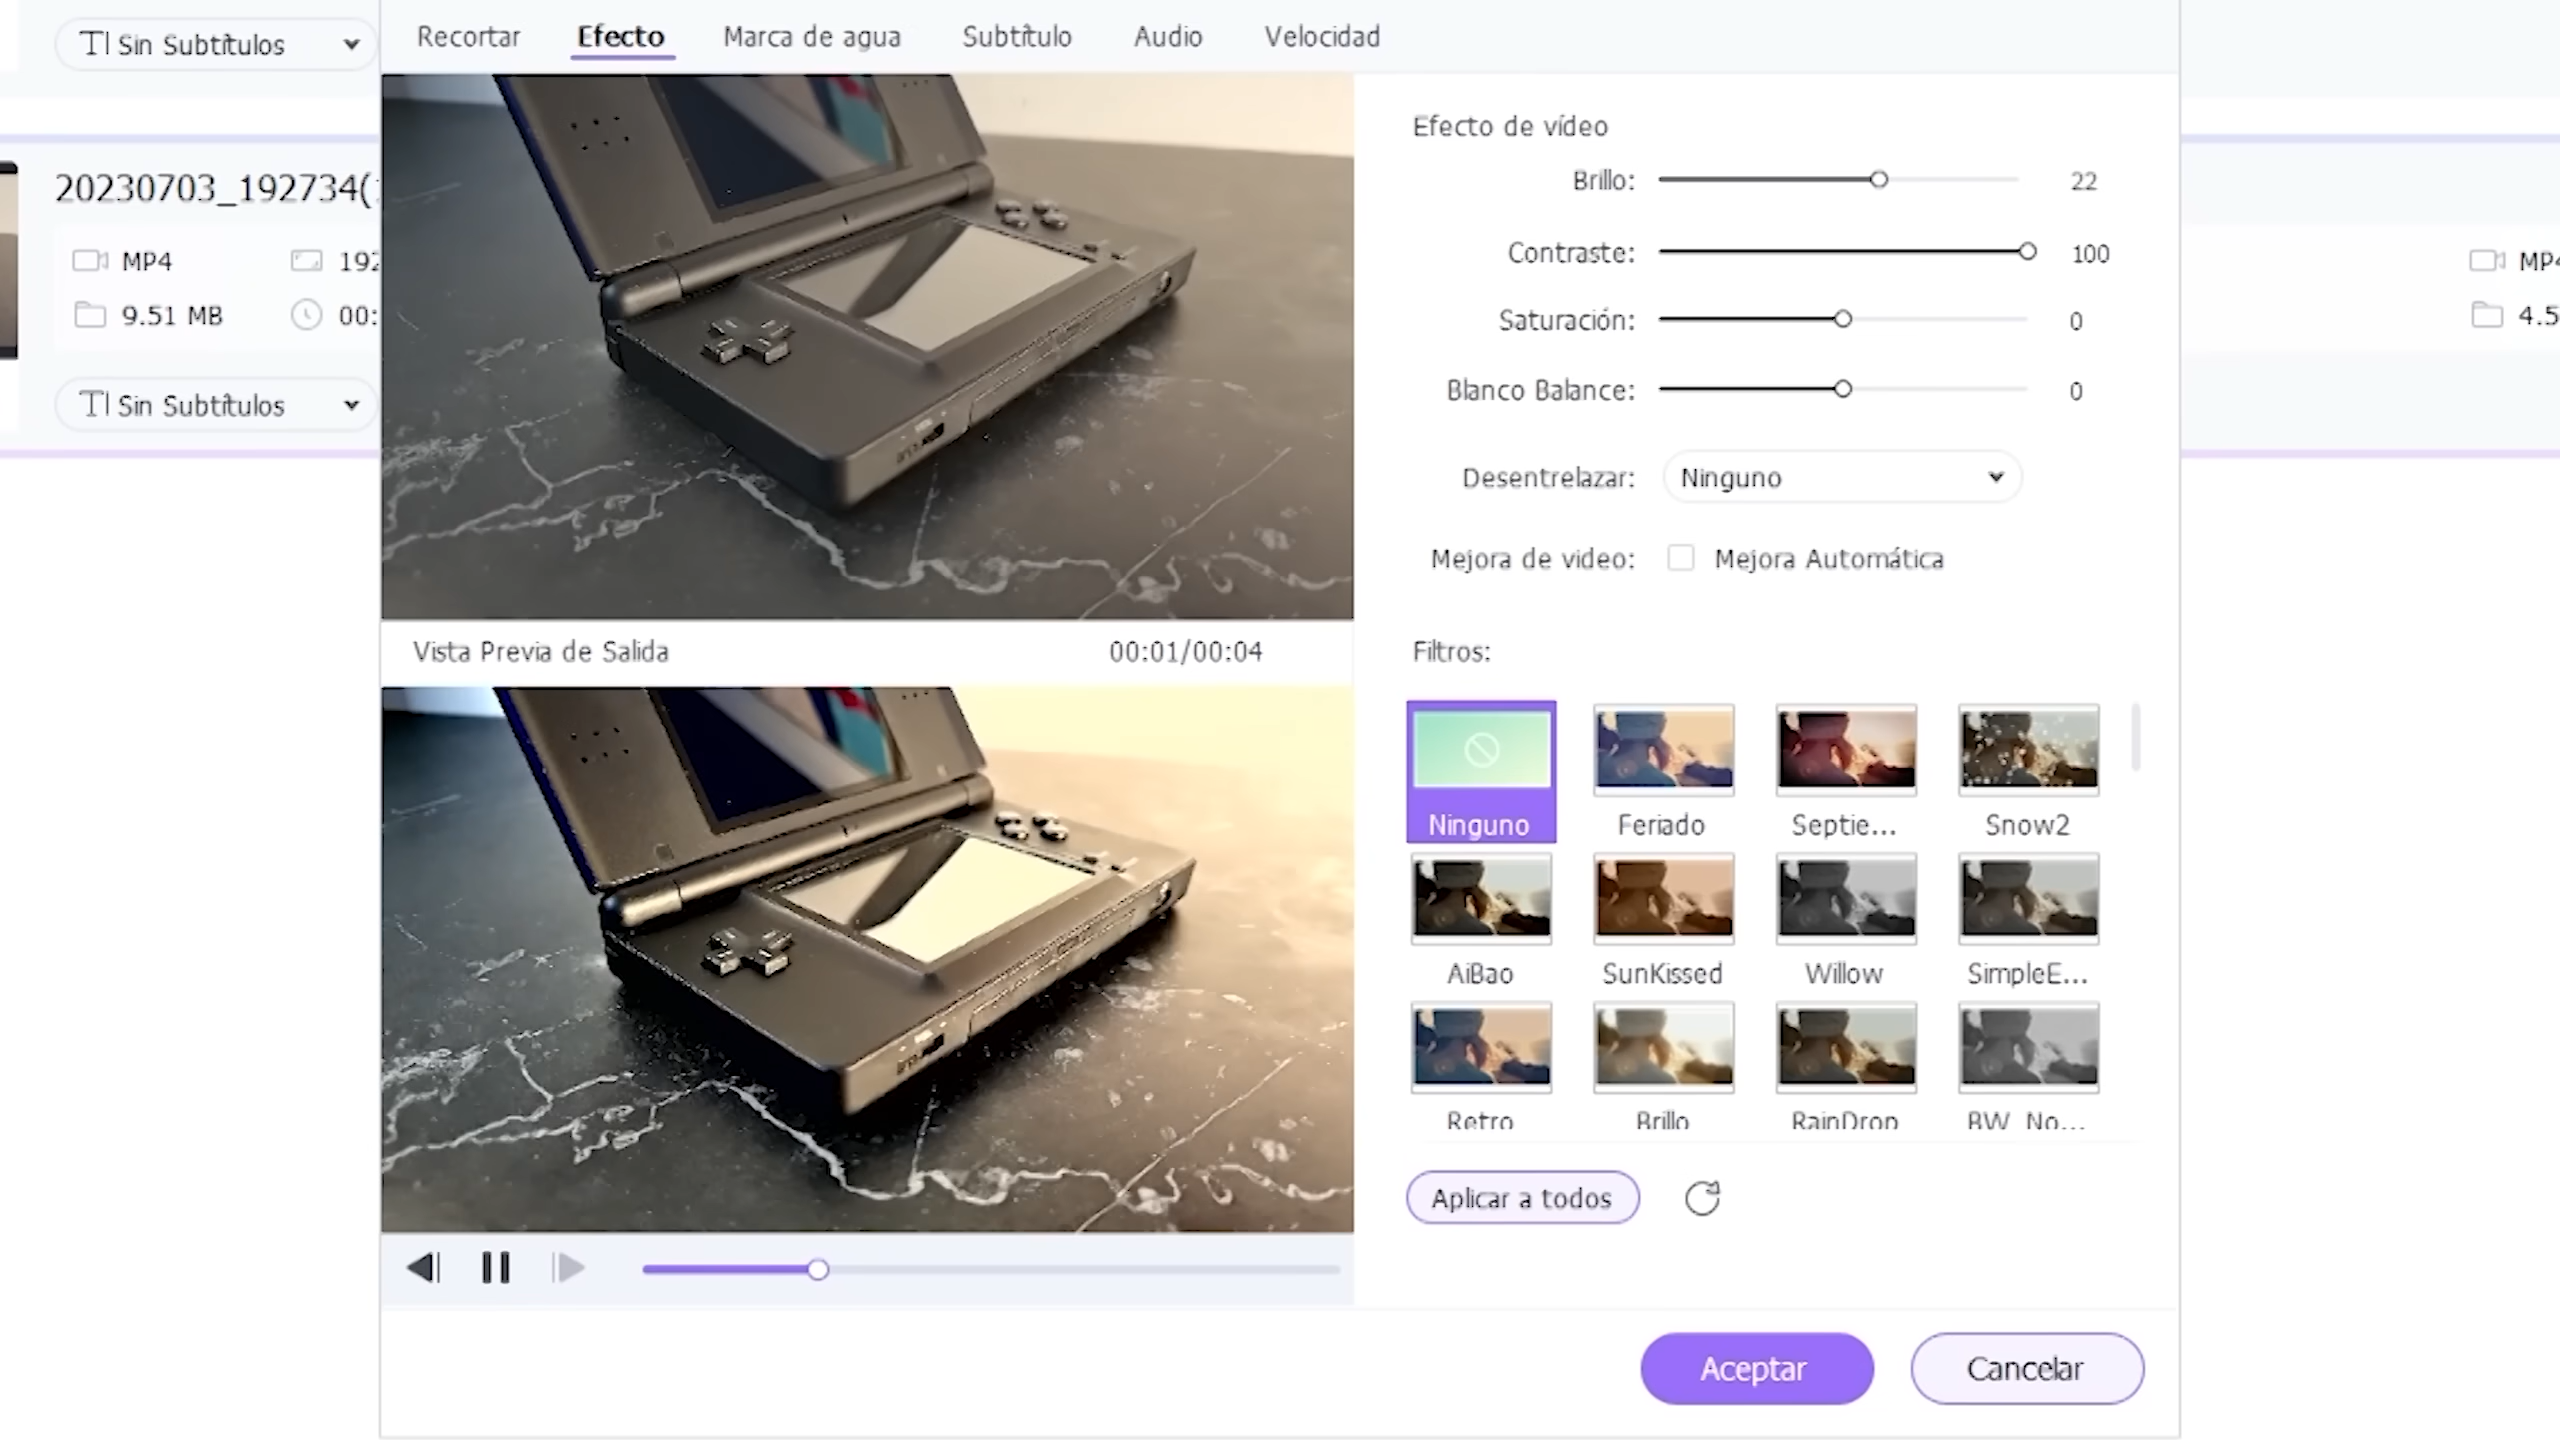 Sin Subtítulos
20230703_192734(
MP4
192
9.51 MB
00:
Sin Subtítulos
Recortar
Efecto
Marca de agua
Subtítulo
Audio
Velocidad
Vista Previa de Salida
00:01/00:04
Efecto de vídeo
Brillo:
22
Contraste:
100
Saturación:
0
Blanco Balance:
0
Desentrelazar:
Ninguno
Mejora de video:
Mejora Automática
Filtros:
Ninguno
Feriado
Septie...
Snow2
AiBao
SunKissed
Willow
SimpleE...
Retro
Brillo
RainDrop
BW_No...
Aplicar a todos
Aceptar
Cancelar
MP4
4.5